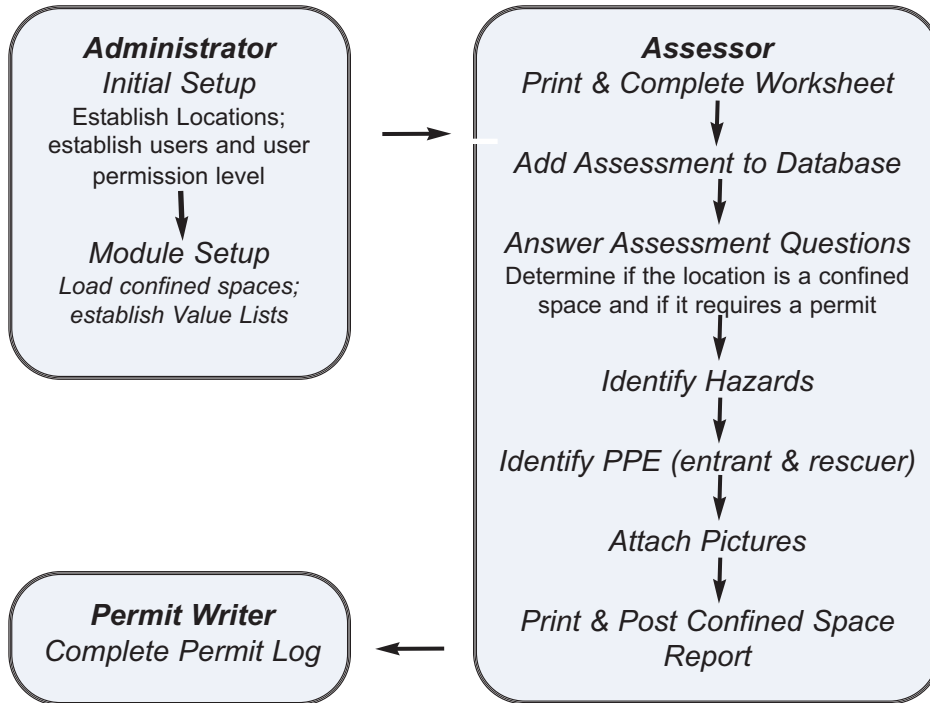 Administrator
Initial Setup
Establish Locations;
establish users and user
permission level
Module Setup
Load confined spaces;
establish Value Lists
Assessor
Print & Complete Worksheet
Add Assessment to Database
Answer Assessment Questions
Determine if the location is a confined
space and if it requires a permit
Identify Hazards
Identify PPE (entrant & rescuer)
Attach Pictures
Print & Post Confined Space
Report
Permit Writer
Complete Permit Log